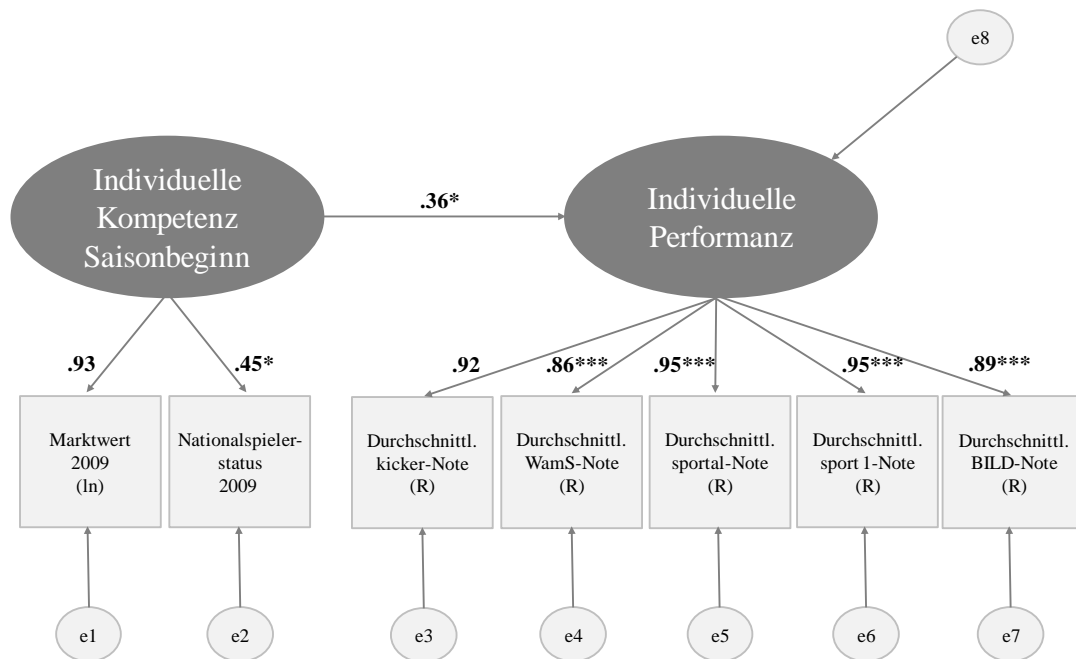 e8
Individuelle
Kompetenz
Saisonbeginn
.36*
Individuelle
Performanz
.93
.45*
.92
.86***
.95***
.95***
.89***
Marktwert
2009
(ln)
Nationalspieler-
status
2009
Durchschnittl.
kicker-Note
(R)
Durchschnittl.
WamS-Note
(R)
Durchschnittl.
sportal-Note
(R)
Durchschnittl.
sport1-Note
(R)
Durchschnittl.
BILD-Note
(R)
e1
e2
e3
e4
e5
e6
e7